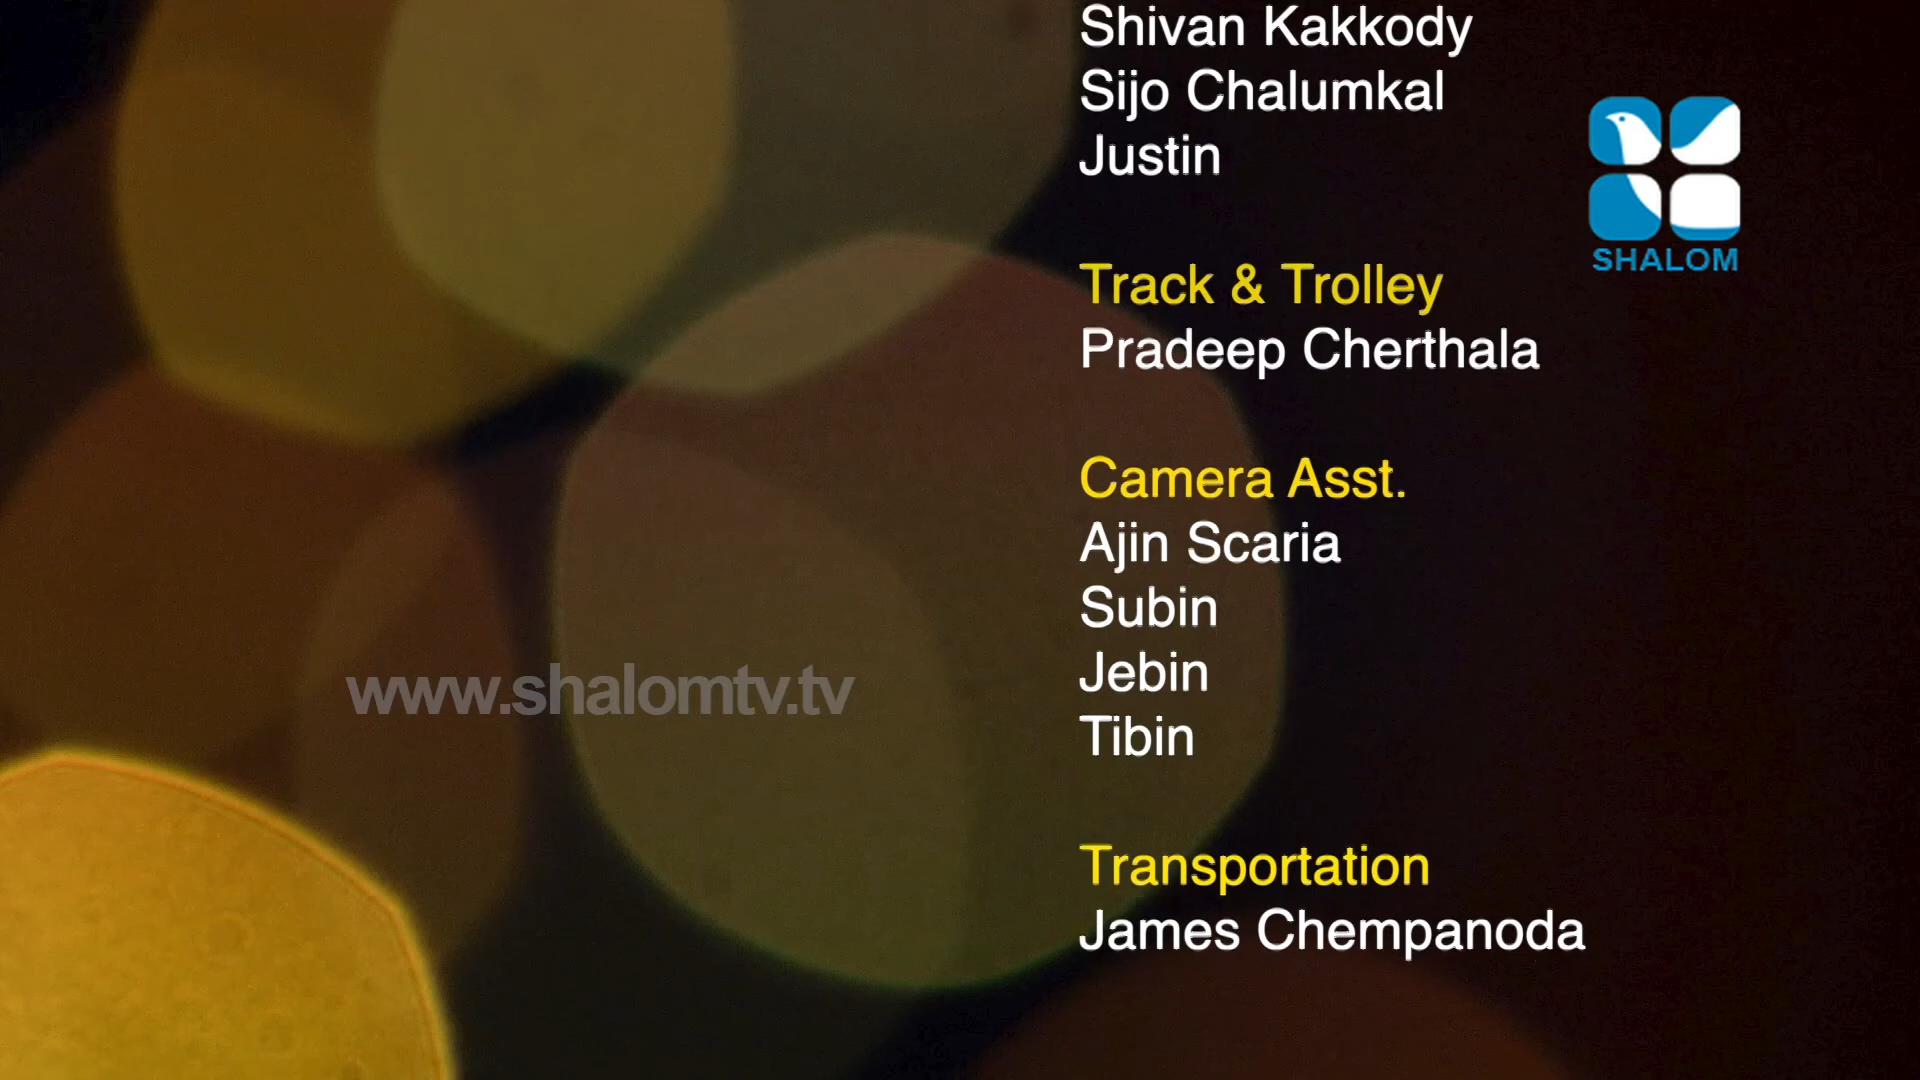 Shivan Kakkody
Sijo Chalumkal
Justin
SHALOM
Track & Trolley
Pradeep Cherthala
Camera Asst.
Ajin Scaria
Subin
Jebin
Tibin
www.shalomtv.tv
Transportation
James Chempanoda